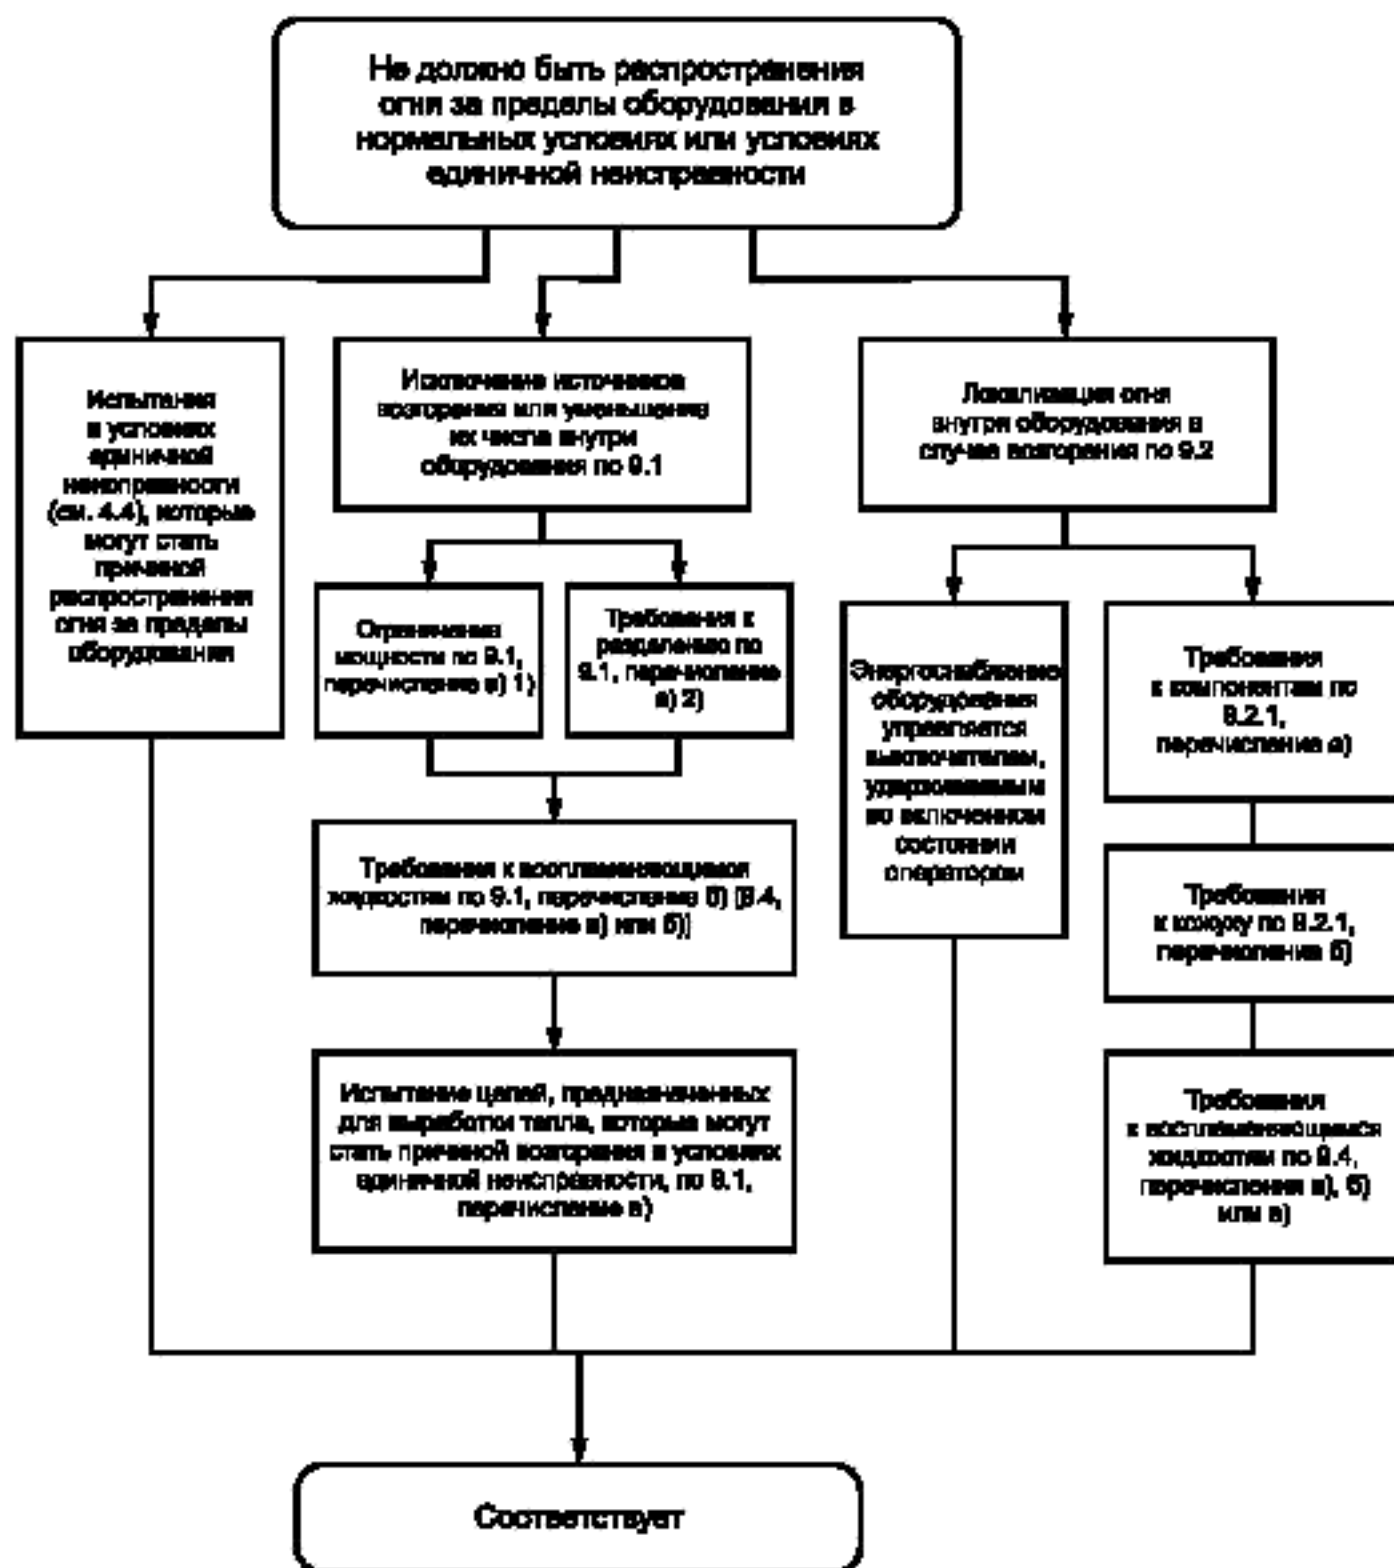 Не должно быть распространения
огня за пределы оборудования в
нормальных условиях или условиях
единичной неисправности
Испытания
в условиях
единичной
неисправности
(см. 4.4), которые
могут стать
причиной
распространения
огня за пределы
оборудования
Исключение источников
возгорания или уменьшение
их числа внутри
оборудования по 9.1
Ограничения
мощности по 9.1,
перечисление а) 1)
Требования к
разделению по
9.1, перечисление
а) 2)
Требования к воспламеняющимся
жидкостям по 9.1, перечисление б) [9.4,
перечисление а) или б)]
Испытание цепей, предназначенных
для выработки тепла, которые могут
стать причиной возгорания в условиях
единичной неисправности, по 9.1,
перечисление в)
Локализация огня
внутри оборудования в
случае возгорания по 9.2
Энергоснабжение
оборудования
управляется
выключателем,
удерживаемым
во включенном
состоянии
оператором
Требования
к компонентам по
9.2.1,
перечисление а)
Требования
к кожуху по 9.2.1,
перечисление б)
Требования
к воспламеняющимся
жидкостям по 9.4,
перечисления а), б)
или в)
Соответствует